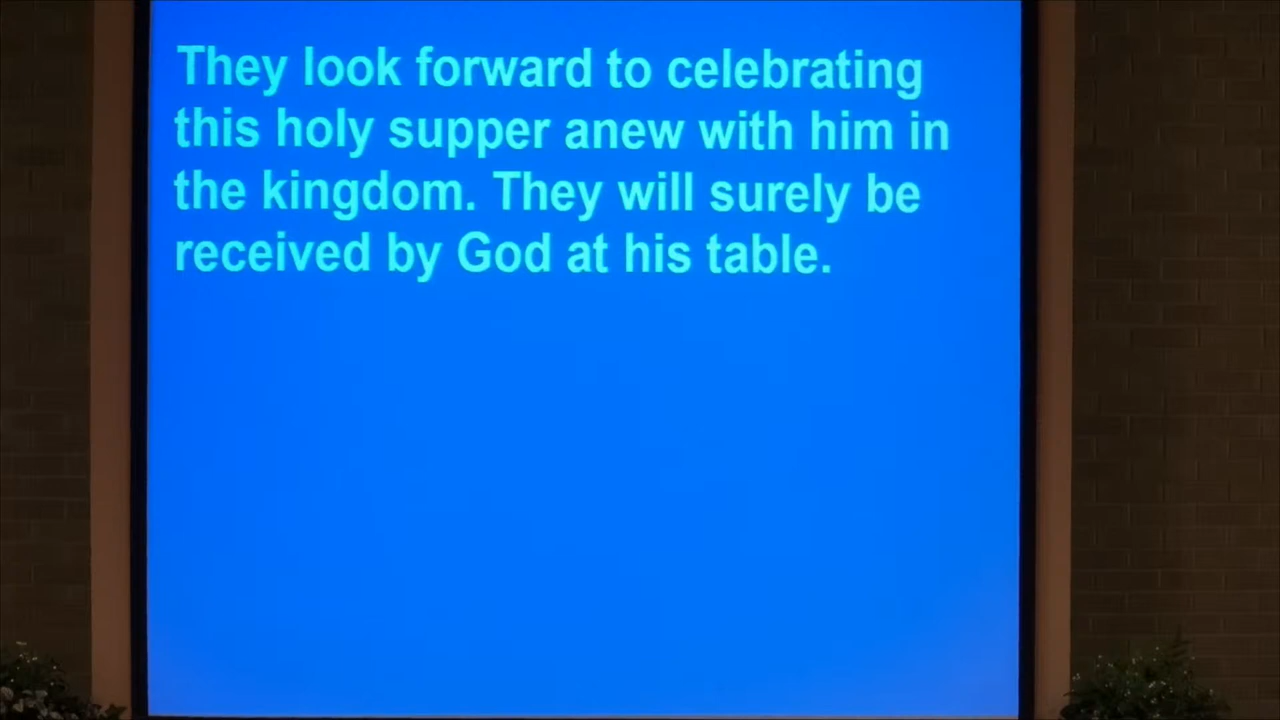 They look forward to celebrating
this holy supper anew with him in
the kingdom. They will surely be
received by God at his table.